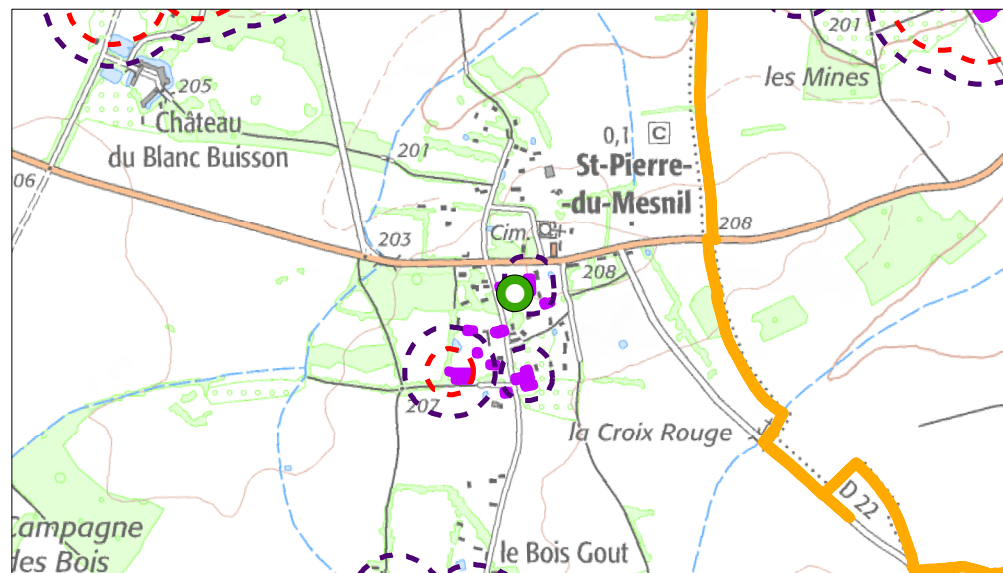 201
les Mines
205
Château
du Blanc Buisson
0,1 C
St-Pierre-
-du-Mesnil
201
06
Cim.
208
203
208
207
la Croix Rouge
D 22
Campagne
des Bois
le Bois Gout